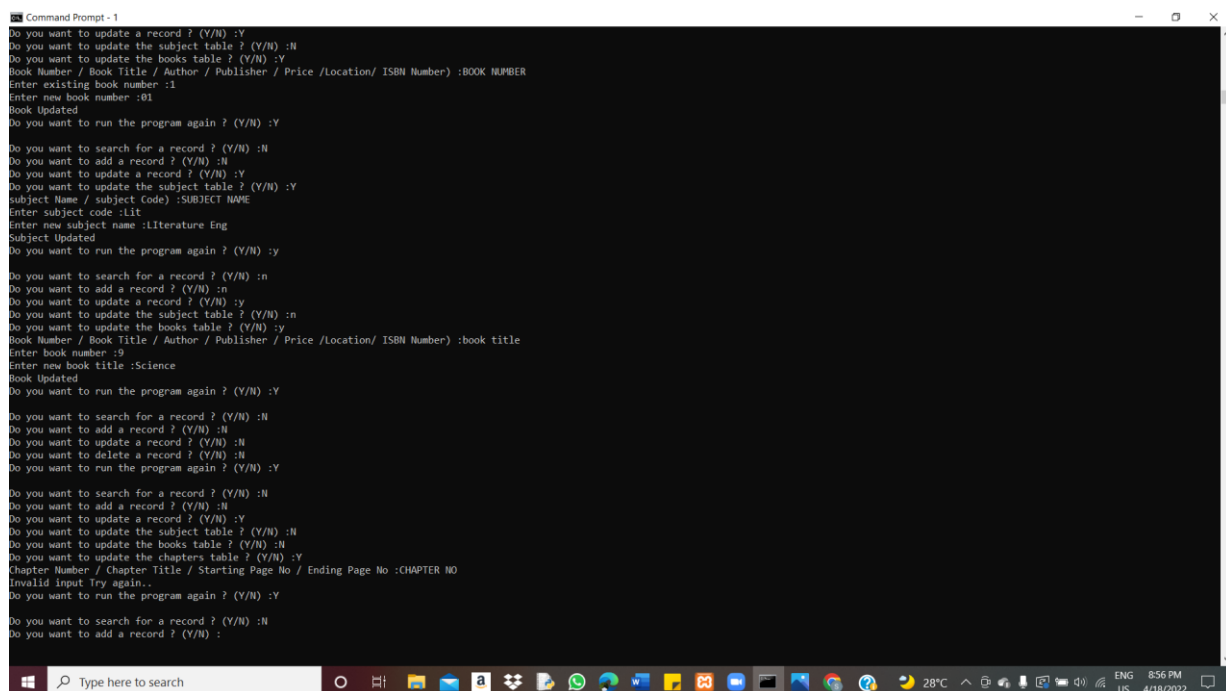 Command Prompt - 1
Do you want to update a record ? (Y/N) :Y
Do you want to update the subject table ? (Y/N) :N
Do you want to update the books table ? (Y/N) :Y
Book Number / Book Title / Author / Publisher / Price /Location/ ISBN Number) :BOOK NUMBER
Enter existing book number :1
Enter new book number :01
Book Updated
Do you want to run the program again ? (Y/N) :Y
Do you want to search for a record ? (Y/N) :N
Do you want to add a record ? (Y/N) :N
Do you want to update a record ? (Y/N) :Y
Do you want to update the subject table ? (Y/N) :Y
subject Name / subject Code) :SUBJECT NAME
Enter subject code :Lit
Enter new subject name :LIterature Eng
Subject Updated
Do you want to run the program again ? (Y/N) :y
Do you want to search for a record ? (Y/N) :n
Do you want to add a record ? (Y/N) :n
Do you want to update a record ? (Y/N) :y
Do you want to update the subject table ? (Y/N) :n
Do you want to update the books table ? (Y/N) :y
Book Number / Book Title / Author / Publisher / Price /Location/ ISBN Number) :book title
Enter book number :9
Enter new book title :Science
Book Updated
Do you want to run the program again ? (Y/N) :Y
Do you want to search for a record ? (Y/N) :N
Do you want to add a record ? (Y/N) :N
Do you want to update a record ? (Y/N) :N
Do you want to delete a record ? (Y/N) :N
Do you want to run the program again ? (Y/N) :Y
Do you want to search for a record ? (Y/N) :N
Do you want to add a record ? (Y/N) :N
Do you want to update a record ? (Y/N) :Y
Do you want to update the subject table ? (Y/N) :N
Do you want to update the books table ? (Y/N) :N
Do you want to update the chapters table ? (Y/N) :Y
Chapter Number / Chapter Title / Starting Page No / Ending Page No :CHAPTER NO
Invalid input Try again..
Do you want to run the program again ? (Y/N) :Y
Do you want to search for a record ? (Y/N) :N
Do you want to add a record ? (Y/N) :
Type here to search
28°C
ENG 8:56 PM
US 4/18/2022